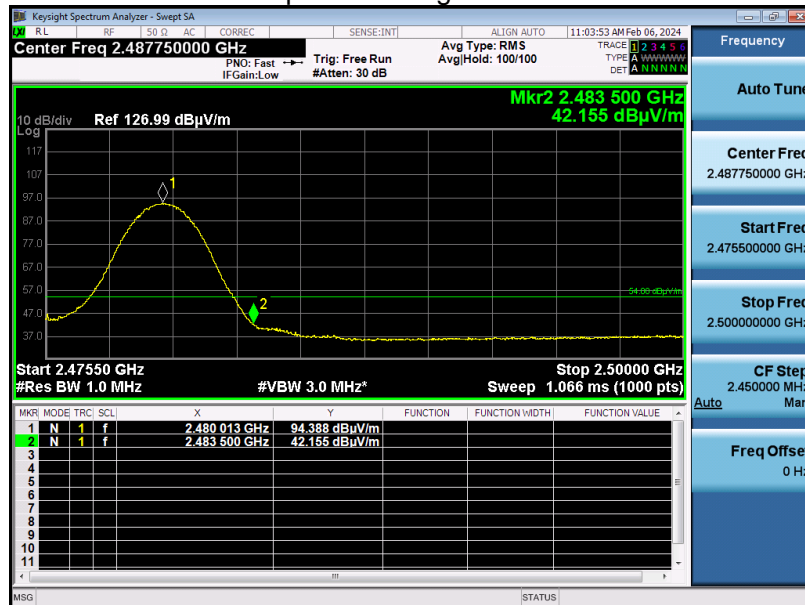 Keysight Spectrum Analyzer - Swept SA
RL RF 50 Ω AC CORREC SENSE:INT ALIGN AUTO 11:03:53 AM Feb 06, 2024
Center Freq 2.487750000 GHz Avg Type: RMS TRACE 1 2 3 4 5 6 Frequency
PNO: Fast Trig: Free Run Avg|Hold: 100/100 TYPE A WWWWW
IFGain:Low #Atten: 30 dB DET A N N N N N
Auto Tune
Mkr2 2.483 500 GHz
10 dB/div Ref 126.99 dBµV/m 42.155 dBµV/m
Log
117
107
97.0
87.0
77.0
67.0
57.0
47.0
37.0
1
2
54.00 dBµV/m
Center Freq
2.487750000 GHz
Start Freq
2.475500000 GHz
Stop Freq
2.500000000 GHz
Start 2.47550 GHz Stop 2.50000 GHz
#Res BW 1.0 MHz #VBW 3.0 MHz* Sweep 1.066 ms (1000 pts)
CF Step
2.450000 MHz
Auto Man
MKR MODE TRC SCL X Y FUNCTION FUNCTION WIDTH FUNCTION VALUE
1 N 1 f 2.480 013 GHz 94.388 dBµV/m
2 N 1 f 2.483 500 GHz 42.155 dBµV/m
3
4
5
6
7
8
9
10
11
Freq Offset
0 Hz
MSG STATUS